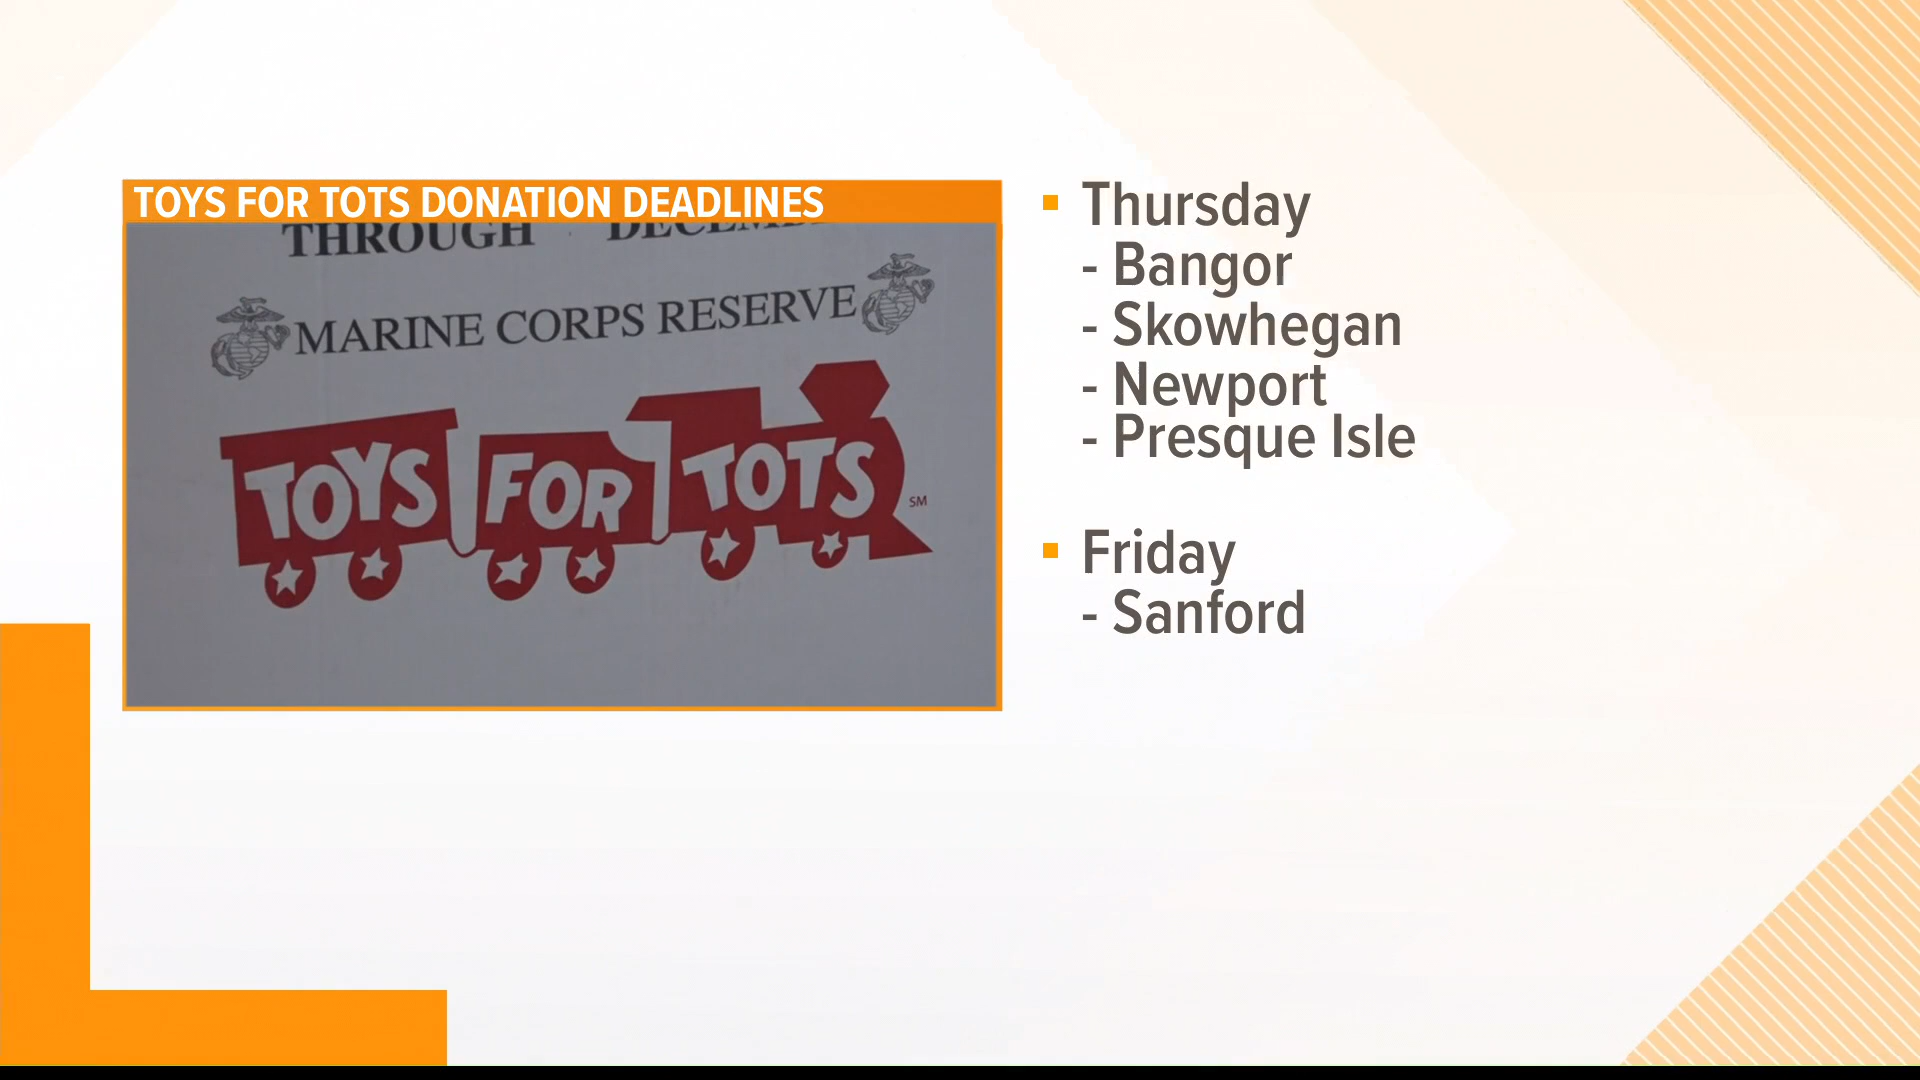 TOYS FOR TOTS DONATION DEADLINES
THROUGH
MARINE CORPS RESERVE
TOYS FOR TOTS
SM
Thursday
- Bangor
- Skowhegan
- Newport
- Presque Isle
Friday
- Sanford